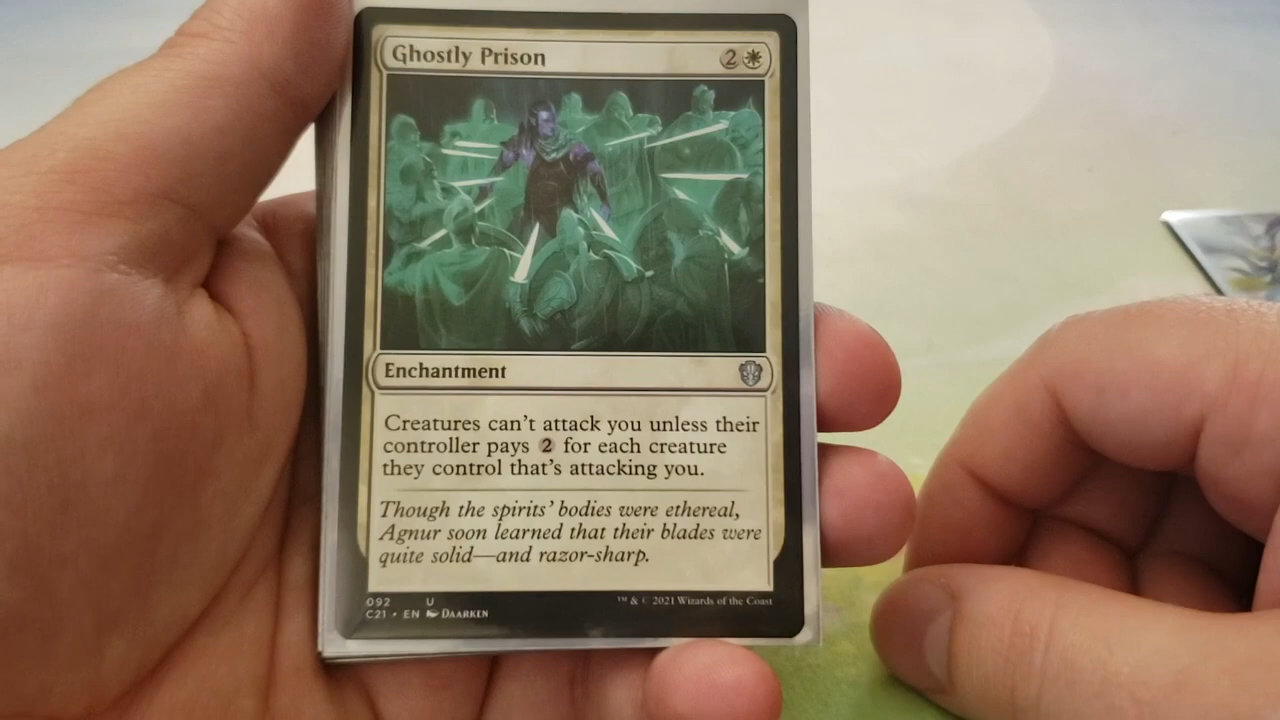 Ghostly Prison 2
Enchantment
Creatures can't attack you unless their
controller pays 2 for each creature
they control that's attacking you.
Though the spirits' bodies were ethereal,
Agnur soon learned that their blades were
quite solid—and razor-sharp.
092 U
C21 • EN DAARKEN
™ & © 2021 Wizards of the Coast